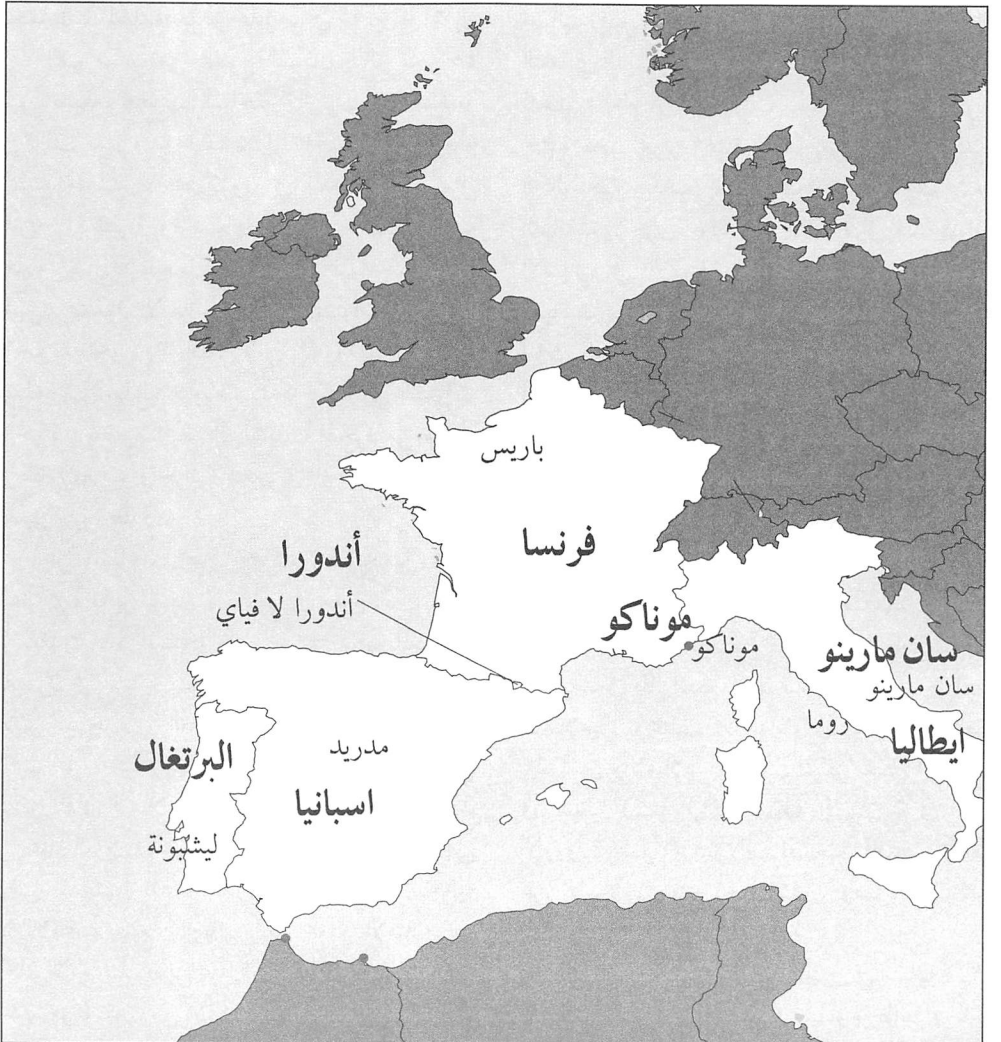 باريس
فرنسا
أندورا
أندورا لا فياي
موناكو
موناكو
سان مارينو
سان مارينو
روما
ايطاليا
مدريد
البرتغال
اسبانيا
ليشبونة